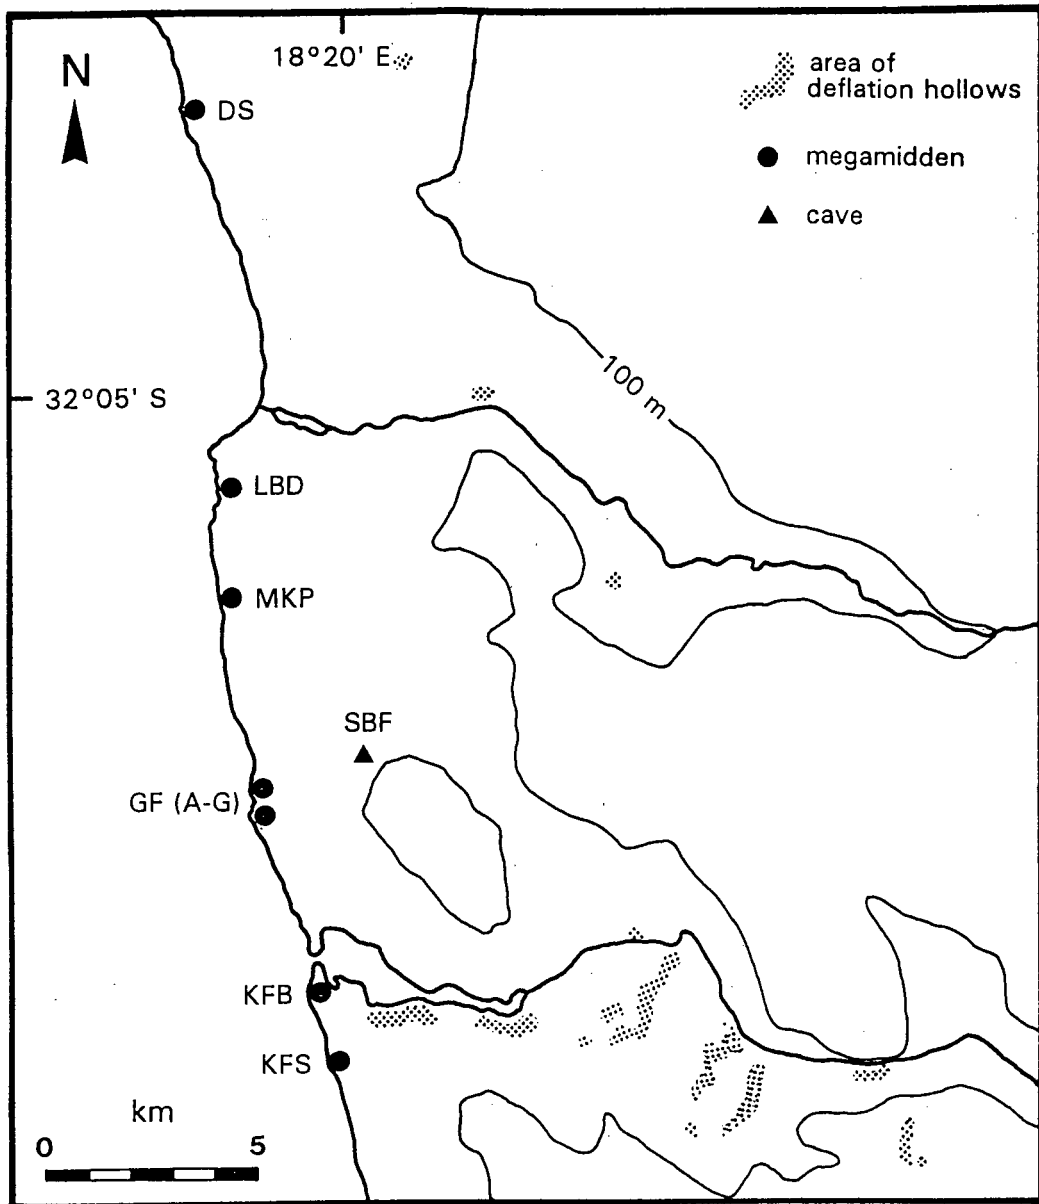 18°20' E
N
area of
deflation hollows
DS
megamidden
cave
100 m
32°05' S
LBD
MKP
SBF
GF (A-G)
KFB
KFS
km
0 5